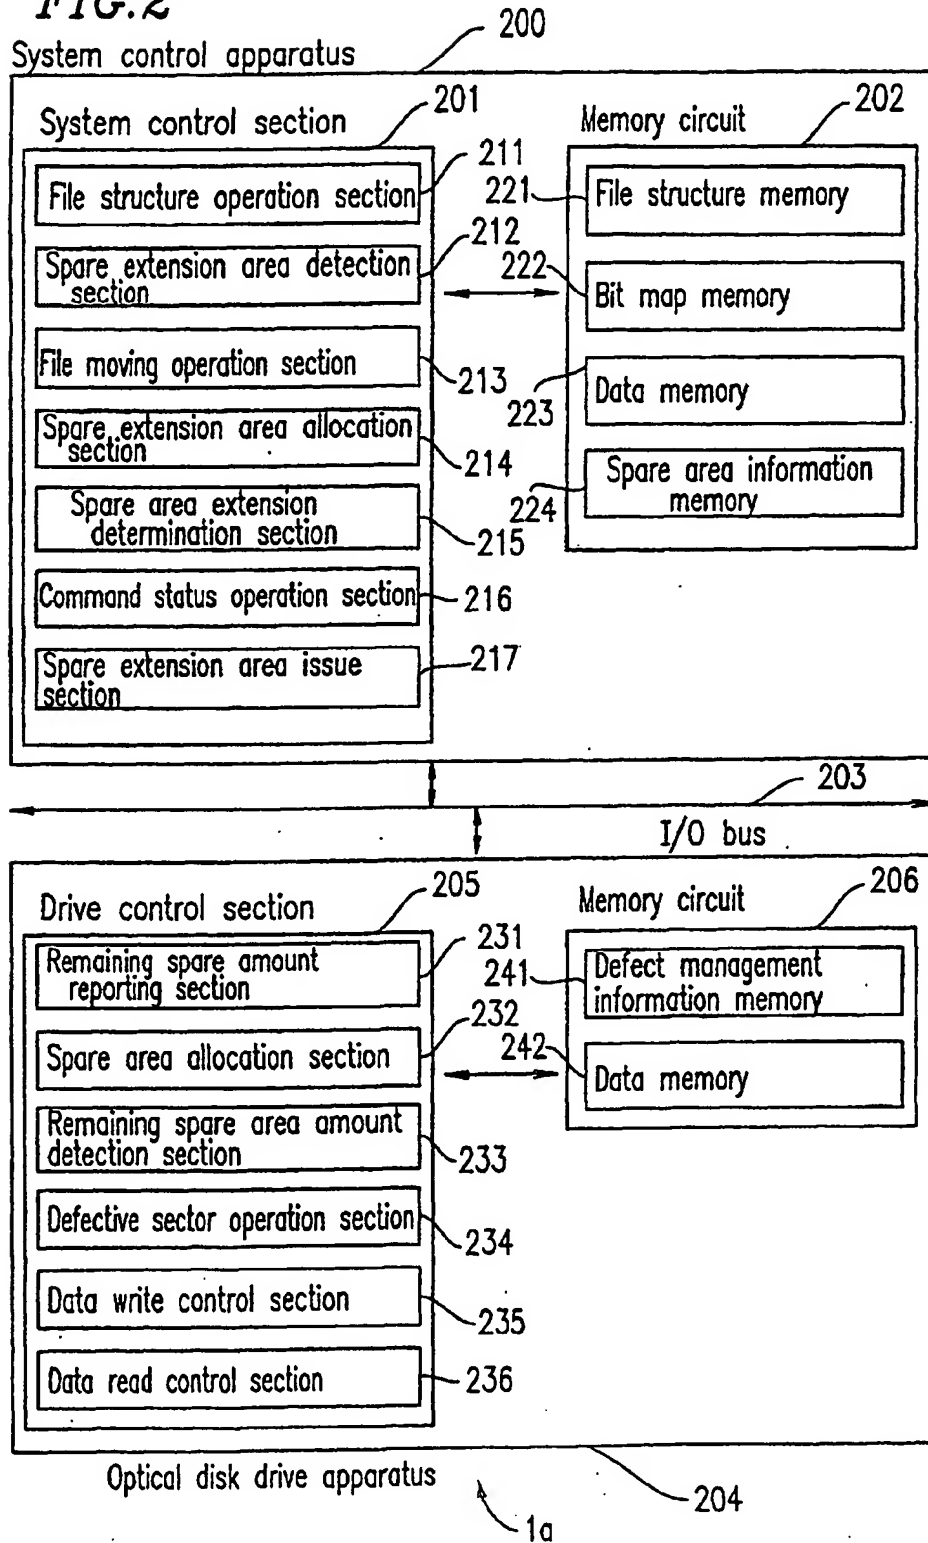 FIG.2
200
System control apparatus
System control section
201
Memory circuit
202
File structure operation section
211
221
File structure memory
Spare extension area detection
section
212
222
Bit map memory
File moving operation section
213
Data memory
223
Spare extension area allocation
section
214
Spare area information
memory
224
Spare area extension
determination section
215
Command status operation section
216
Spare extension area issue
section
217
203
I/O bus
Drive control section
205
Memory circuit
206
Remaining spare amount
reporting section
231
241
Defect management
information memory
Spare area allocation section
232
242
Data memory
Remaining spare area amount
detection section
233
Defective sector operation section
234
Data write control section
235
Data read control section
236
Optical disk drive apparatus
204
1a